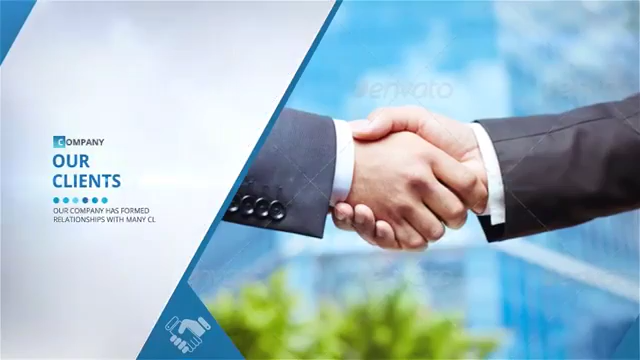 COMPANY
OUR
CLIENTS
OUR COMPANY HAS FORMED
RELATIONSHIPS WITH MANY CL
envato